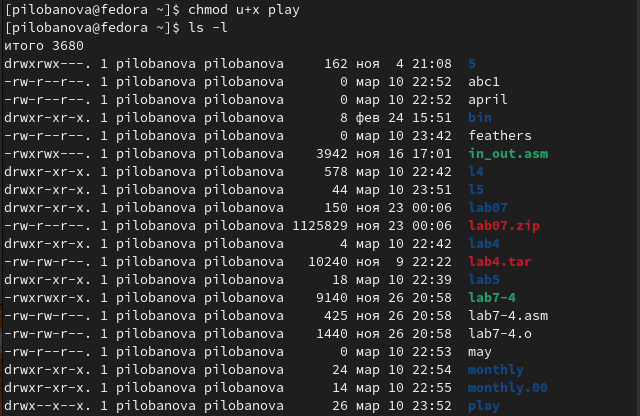 [pilobanova@fedora ~]$ chmod u+x play
[pilobanova@fedora ~]$ ls -l
итого 3680
drwxrwx---. 1 pilobanova pilobanova     162 ноя  4 21:08 5
-rw-r--r--. 1 pilobanova pilobanova       0 мар 10 22:52 abc1
-rw-r--r--. 1 pilobanova pilobanova       0 мар 10 22:52 april
drwxr-xr-x. 1 pilobanova pilobanova       8 фев 24 15:51 bin
-rw-r--r--. 1 pilobanova pilobanova       0 мар 10 23:42 feathers
-rwxrwx---. 1 pilobanova pilobanova    3942 ноя 16 17:01 in_out.asm
drwxr-xr-x. 1 pilobanova pilobanova     578 мар 10 22:42 l4
drwxr-xr-x. 1 pilobanova pilobanova      44 мар 10 23:51 l5
drwxr-xr-x. 1 pilobanova pilobanova     150 ноя 23 00:06 lab07
-rw-r--r--. 1 pilobanova pilobanova 1125829 ноя 23 00:06 lab07.zip
drwxr-xr-x. 1 pilobanova pilobanova       4 мар 10 22:42 lab4
-rw-rw-r--. 1 pilobanova pilobanova   10240 ноя  9 22:22 lab4.tar
drwxr-xr-x. 1 pilobanova pilobanova      18 мар 10 22:39 lab5
-rwxrwxr-x. 1 pilobanova pilobanova    9140 ноя 26 20:58 lab7-4
-rw-rw-r--. 1 pilobanova pilobanova     425 ноя 26 20:58 lab7-4.asm
-rw-rw-r--. 1 pilobanova pilobanova    1440 ноя 26 20:58 lab7-4.o
-rw-r--r--. 1 pilobanova pilobanova       0 мар 10 22:53 may
drwxr-xr-x. 1 pilobanova pilobanova      24 мар 10 22:54 monthly
drwxr-xr-x. 1 pilobanova pilobanova      14 мар 10 22:55 monthly.00
drwx--x--x. 1 pilobanova pilobanova      26 мар 10 23:52 play